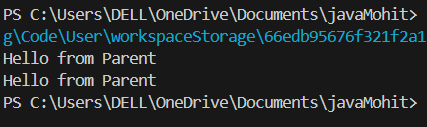 PS C:\Users\DELL\OneDrive\Documents\javaMohit>
g\Code\User\workspaceStorage\66edb95676f321f2a1
Hello from Parent
Hello from Parent
PS C:\Users\DELL\OneDrive\Documents\javaMohit>